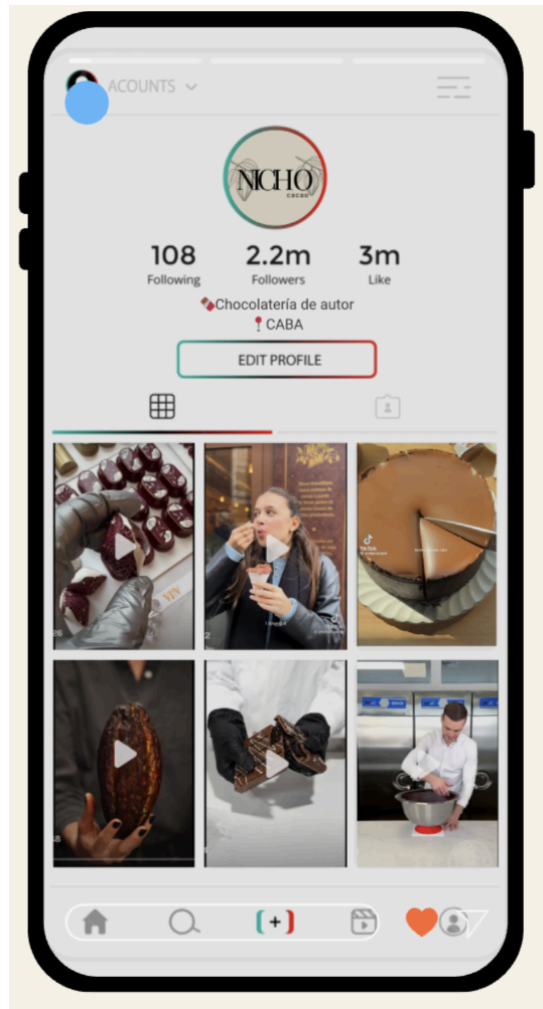 ACOUNTS
NICHO
cacao
108
2.2m
3m
Following
Followers
Like
Chocolatería de autor
CABA
EDIT PROFILE